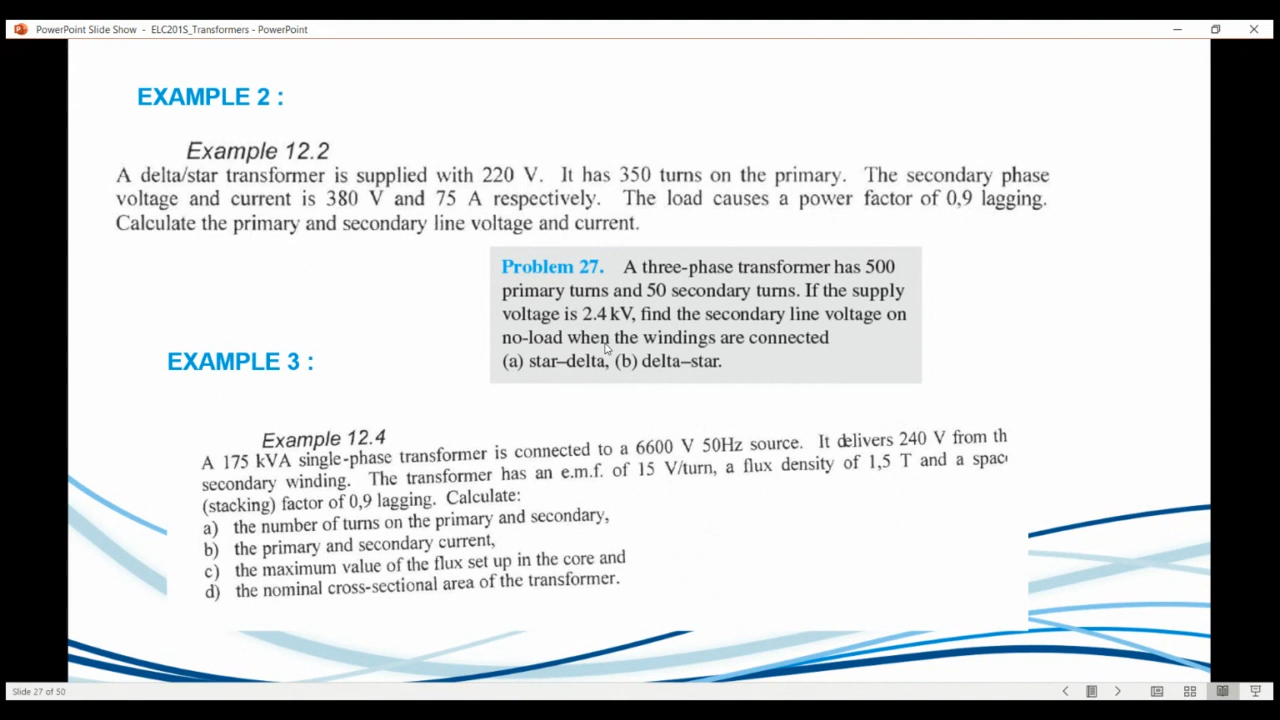 PowerPoint Slide Show - ELC201S_Transformers - PowerPoint
EXAMPLE 2 :
Example 12.2
A delta/star transformer is supplied with 220 V. It has 350 turns on the primary. The secondary phase
voltage and current is 380 V and 75 A respectively. The load causes a power factor of 0,9 lagging.
Calculate the primary and secondary line voltage and current.
Problem 27. A three-phase transformer has 500
primary turns and 50 secondary turns. If the supply
voltage is 2.4 kV, find the secondary line voltage on
no-load when the windings are connected
(a) star–delta, (b) delta–star.
EXAMPLE 3 :
Example 12.4
A 175 kVA single-phase transformer is connected to a 6600 V 50Hz source. It delivers 240 V from th
secondary winding. The transformer has an e.m.f. of 15 V/turn, a flux density of 1,5 T and a spac
(stacking) factor of 0,9 lagging. Calculate:
a) the number of turns on the primary and secondary,
b) the primary and secondary current,
c) the maximum value of the flux set up in the core and
d) the nominal cross-sectional area of the transformer.
Slide 27 of 50